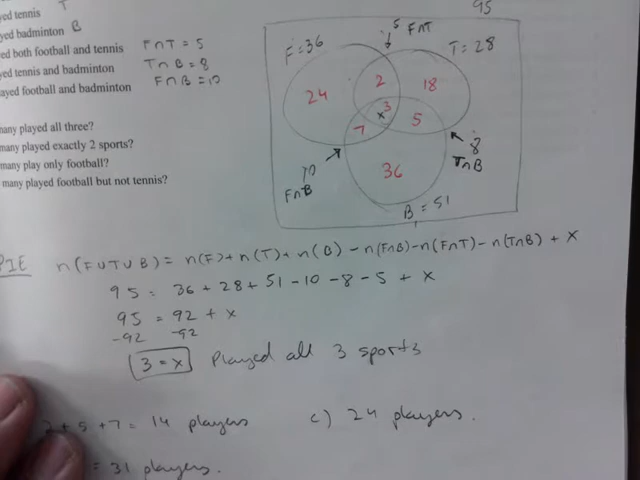 yed tennis T
yed badminton B
yed both football and tennis F∩T = 5
yed tennis and badminton T∩B = 8
ayed football and badminton F∩B = 10
many played all three?
many played exactly 2 sports?
many play only football?
many played football but not tennis?
95
5 F∩T
F = 36
T = 28
24
2
18
x 3
7
5
36
10
F∩B
8
T∩B
B = 51
PIE n(F∪T∪B) = n(F) + n(T) + n(B) - n(F∩B) - n(F∩T) - n(T∩B) + x
95 = 36 + 28 + 51 - 10 - 8 - 5 + x
95 = 92 + x
-92 -92
3 = x Played all 3 sports
2 + 5 + 7 = 14 players c) 24 players.
= 31 players.